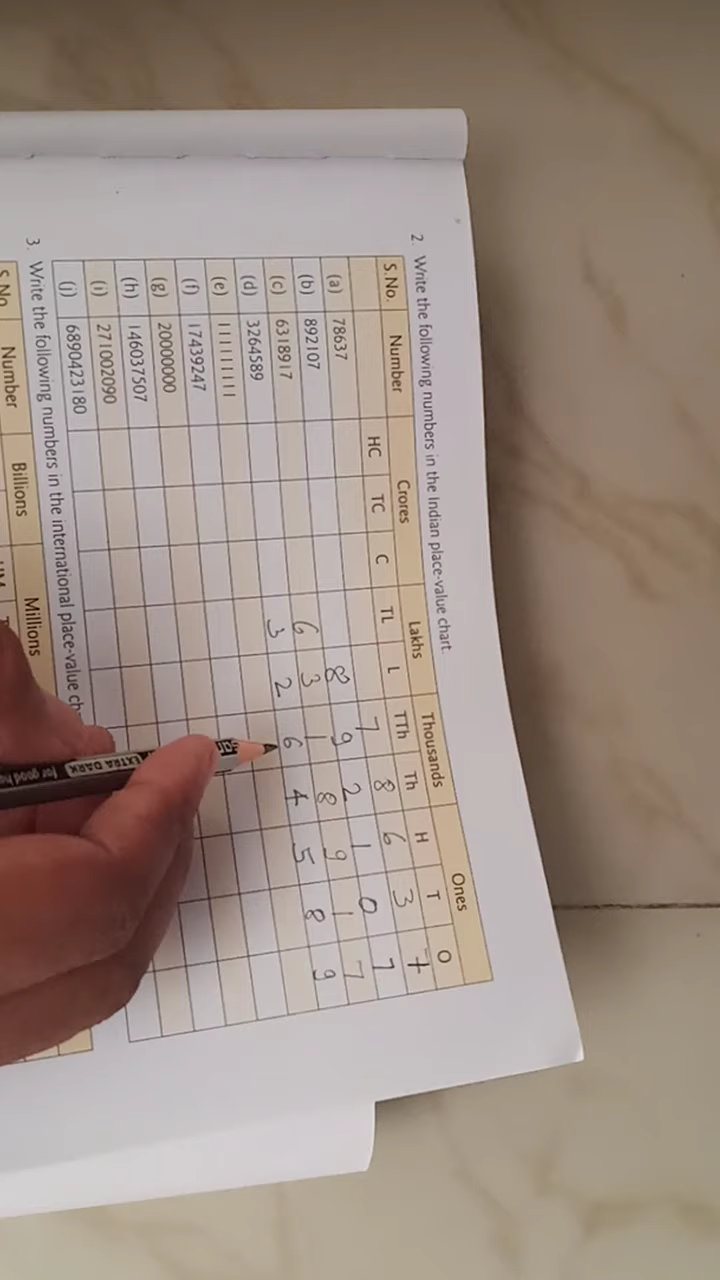 2. Write the following numbers in the Indian place-value chart.
S.No. Number Crores Lakhs Thousands Ones
HC TC C TL L TTh Th H T O
(a) 78637 7 8 6 3 7
(b) 892107 8 9 2 1 0 7
(c) 6318917 6 3 1 8 9 1 7
(d) 3264589 3 2 6 4 5 8 9
(e) 111111111
(f) 17439247
(g) 20000000
(h) 146037507
(i) 271002090
(j) 6890423180
3. Write the following numbers in the international place-value ch
S.No Number Billions Millions
EXTRA DARK
for good